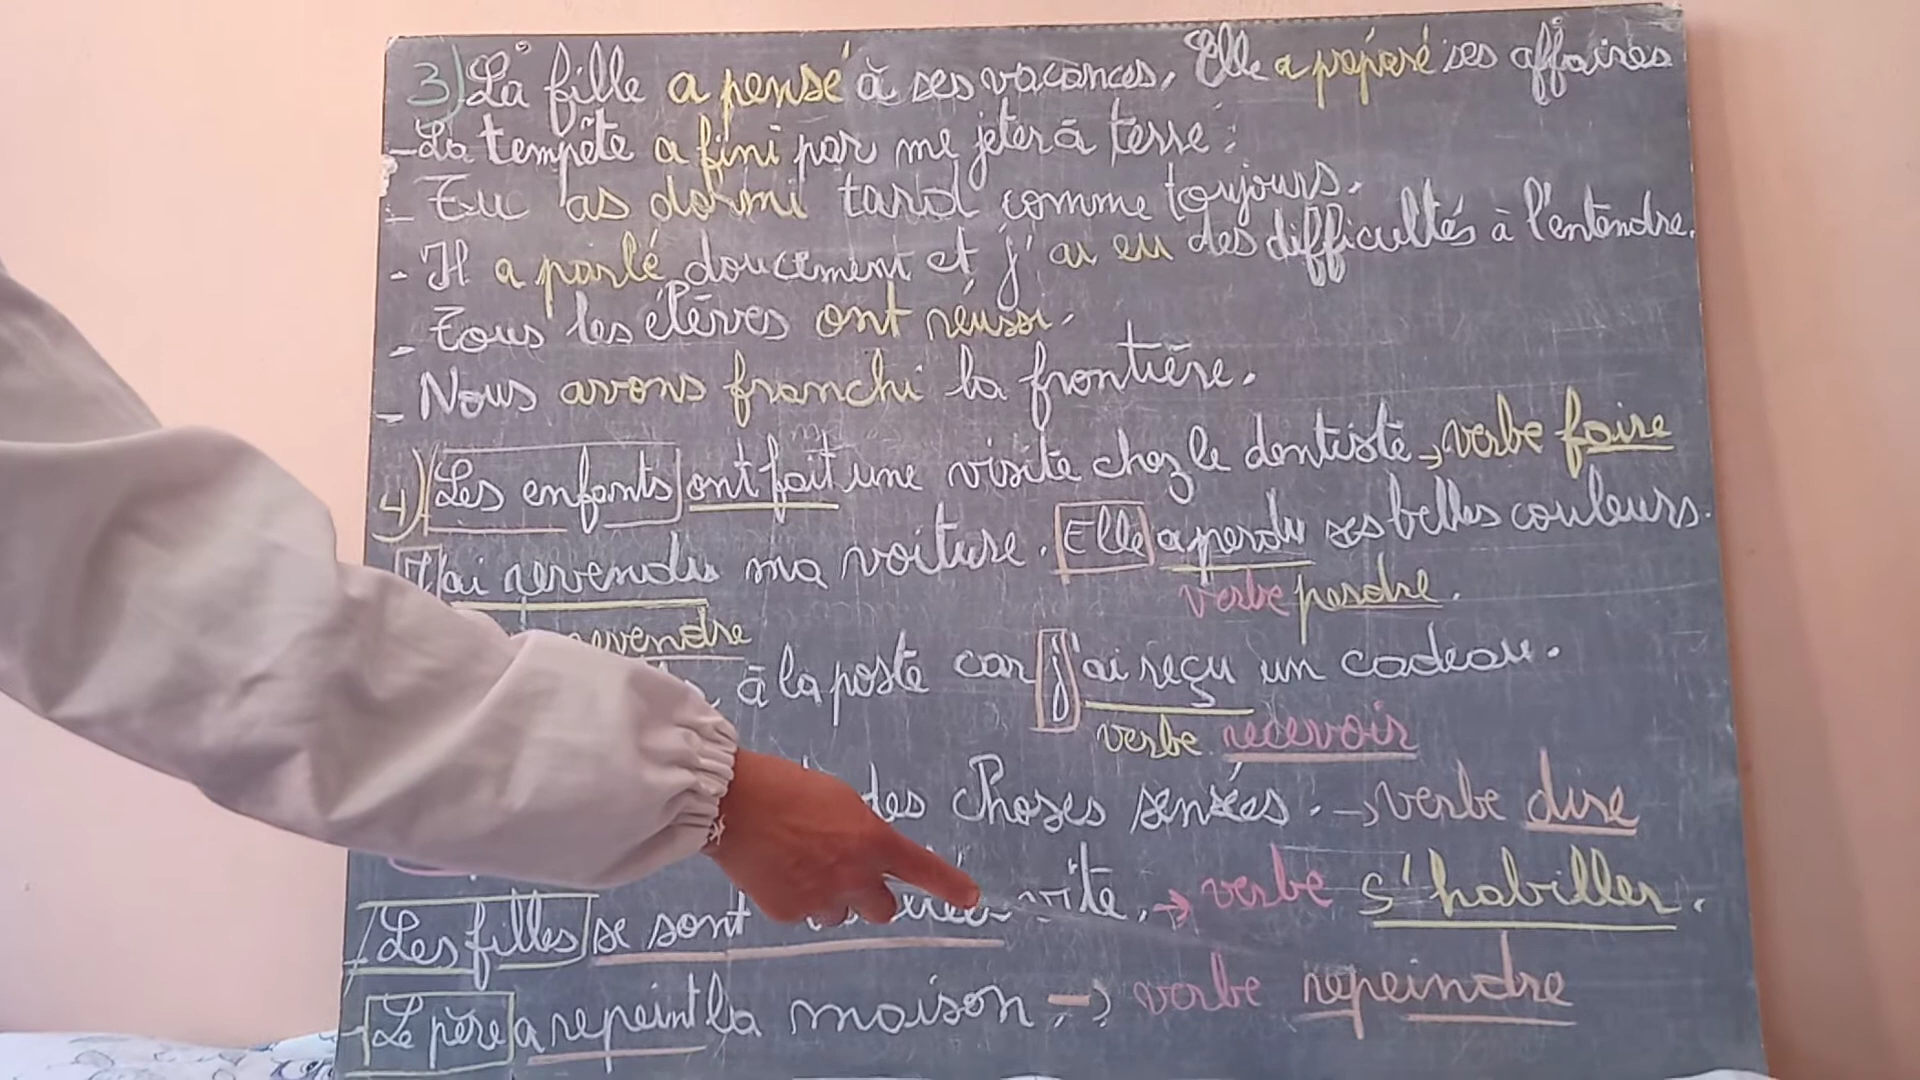 3) La fille a pensé à ses vacances. Elle a préparé ses affaires
- La tempête a fini par me jeter à terre.
- Tu as dormi tard comme toujours.
- Il a parlé doucement et j'ai eu des difficultés à l'entendre.
- Tous les élèves ont réussi.
- Nous avons franchi la frontière.
4) Les enfants ont fait une visite chez le dentiste → verbe faire
J'ai revendu ma voiture. Elle a perdu ses belles couleurs.
verbe perdre.
revendre
à la poste car j'ai reçu un cadeau.
verbe recevoir
des choses sensées. → verbe dire
Les filles se sont vite. → verbe s'habiller.
- Le père a repeint la maison. → verbe repeindre